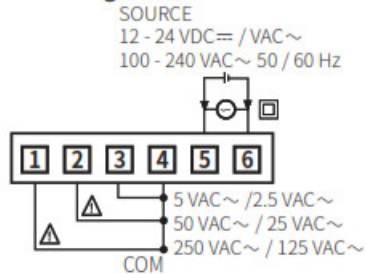 SOURCE
12 - 24 VDC⎓ / VAC～
100 - 240 VAC～ 50 / 60 Hz
1 2 3 4 5 6
5 VAC～ /2.5 VAC～
50 VAC～ / 25 VAC～
250 VAC～ / 125 VAC～
COM